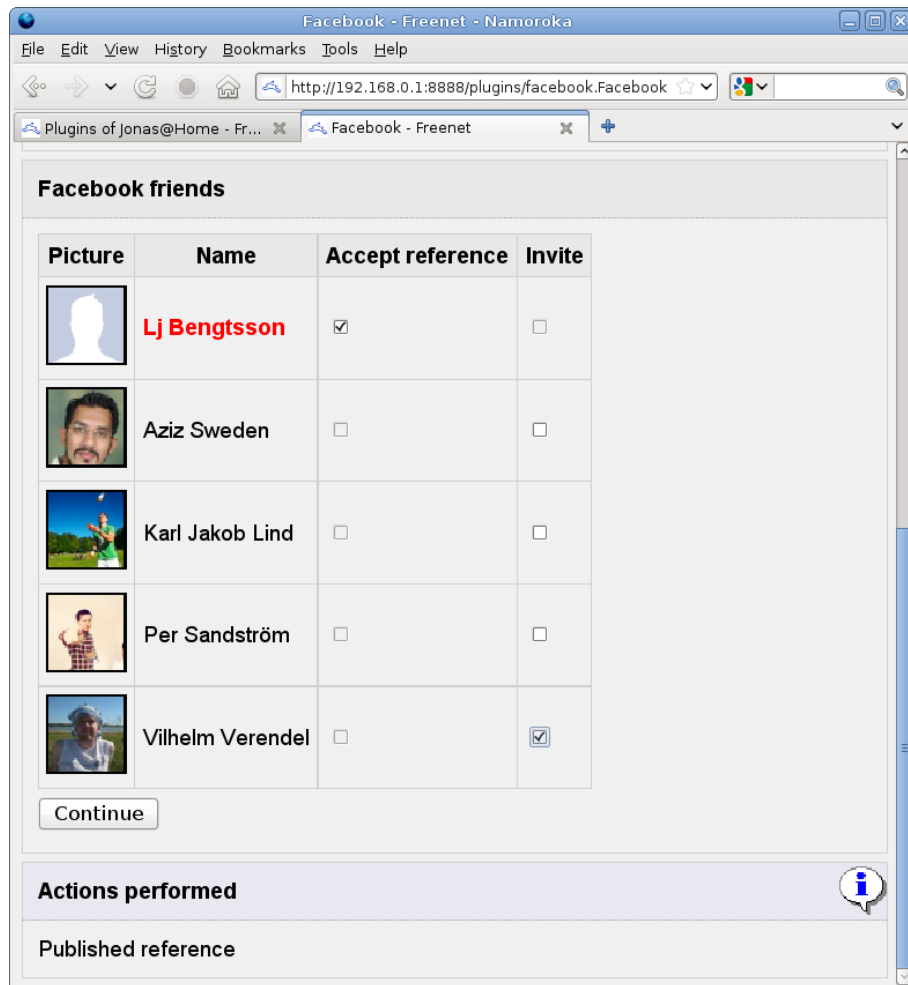 Facebook - Freenet - Namoroka
File Edit View History Bookmarks Tools Help
http://192.168.0.1:8888/plugins/facebook.Facebook
Plugins of Jonas@Home - Fr... Facebook - Freenet
Facebook friends
Picture Name Accept reference Invite
Lj Bengtsson
Aziz Sweden
Karl Jakob Lind
Per Sandström
Vilhelm Verendel
Continue
Actions performed
Published reference